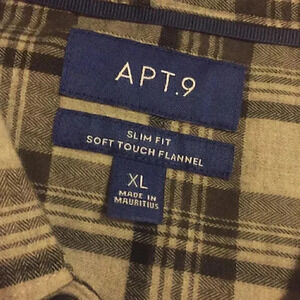 APT.9
SLIM FIT
SOFT TOUCH FLANNEL
XL
MADE IN
MAURITIUS